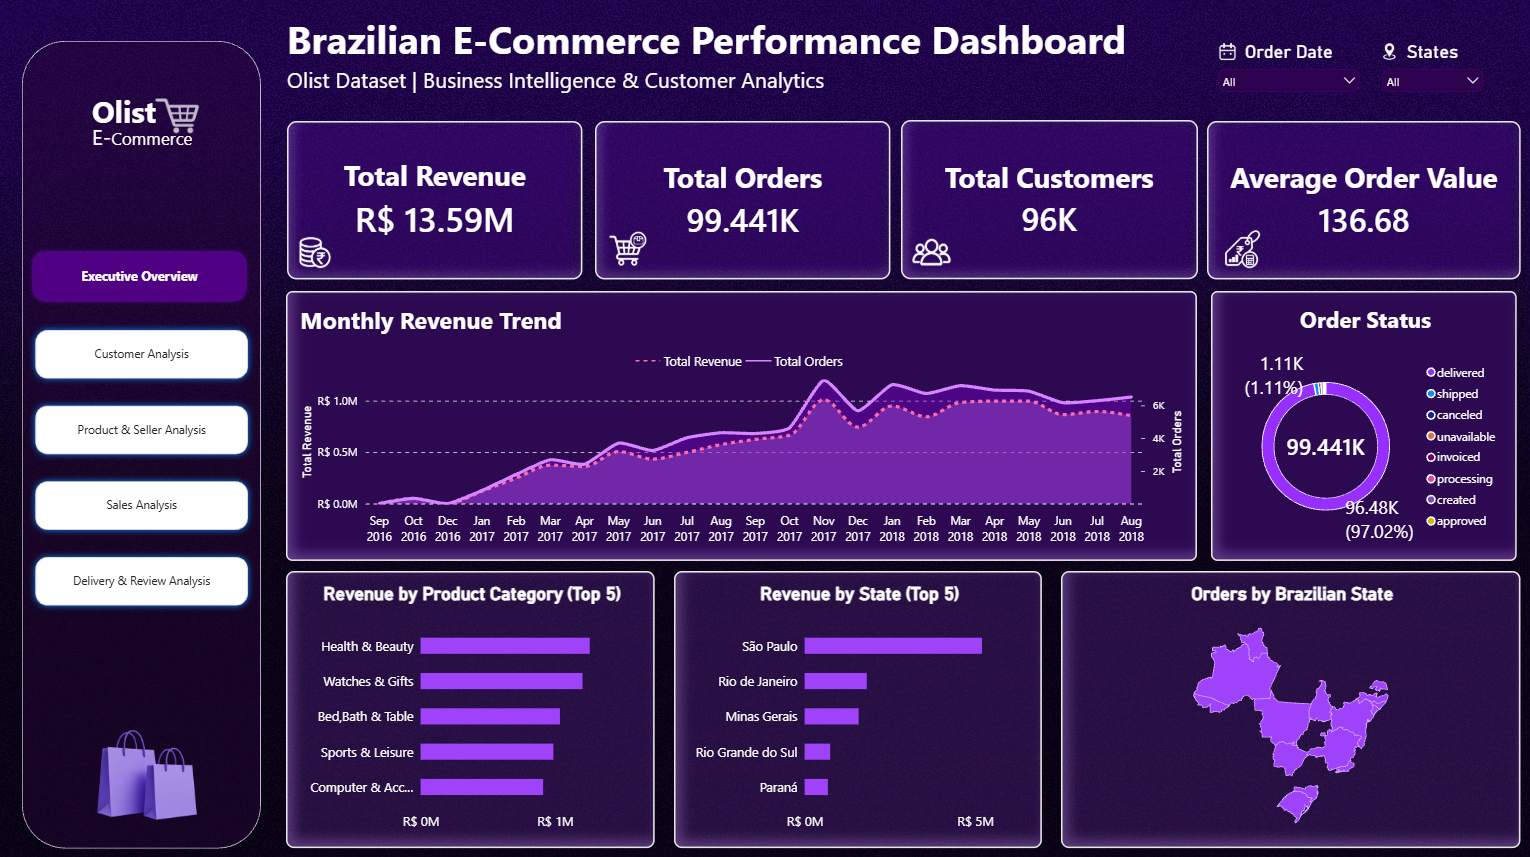 Brazilian E-Commerce Performance Dashboard
Olist Dataset | Business Intelligence & Customer Analytics
Order Date
All
States
All
Olist
E-Commerce
Executive Overview
Customer Analysis
Product & Seller Analysis
Sales Analysis
Delivery & Review Analysis
Total Revenue
R$ 13.59M
Total Orders
99.441K
Total Customers
96K
Average Order Value
136.68
Monthly Revenue Trend
Total Revenue
Total Orders
Total Revenue
R$ 1.0M
R$ 0.5M
R$ 0.0M
6K
4K
2K
Total Orders
Sep Oct Dec Jan Feb Mar Apr May Jun Jul Aug Sep Oct Nov Dec Jan Feb Mar Apr May Jun Jul Aug
2016 2016 2016 2017 2017 2017 2017 2017 2017 2017 2017 2017 2017 2017 2017 2018 2018 2018 2018 2018 2018 2018 2018
Order Status
1.11K
(1.11%)
99.441K
96.48K
(97.02%)
delivered
shipped
canceled
unavailable
invoiced
processing
created
approved
Revenue by Product Category (Top 5)
Health & Beauty
Watches & Gifts
Bed,Bath & Table
Sports & Leisure
Computer & Acc...
R$ 0M R$ 1M
Revenue by State (Top 5)
São Paulo
Rio de Janeiro
Minas Gerais
Rio Grande do Sul
Paraná
R$ 0M R$ 5M
Orders by Brazilian State